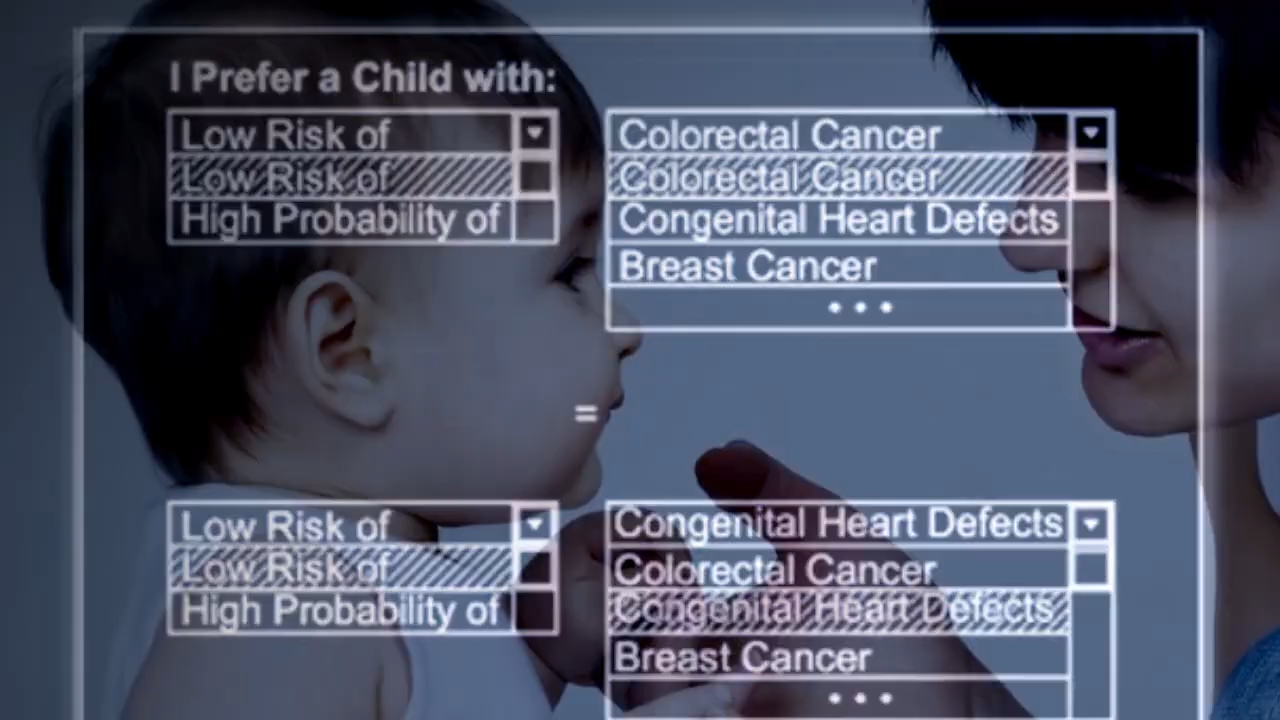 I Prefer a Child with:
Low Risk of Colorectal Cancer
Low Risk of Colorectal Cancer
High Probability of Congenital Heart Defects
Breast Cancer
• • •
=
Low Risk of Congenital Heart Defects
Low Risk of Colorectal Cancer
High Probability of Congenital Heart Defects
Breast Cancer
• • •